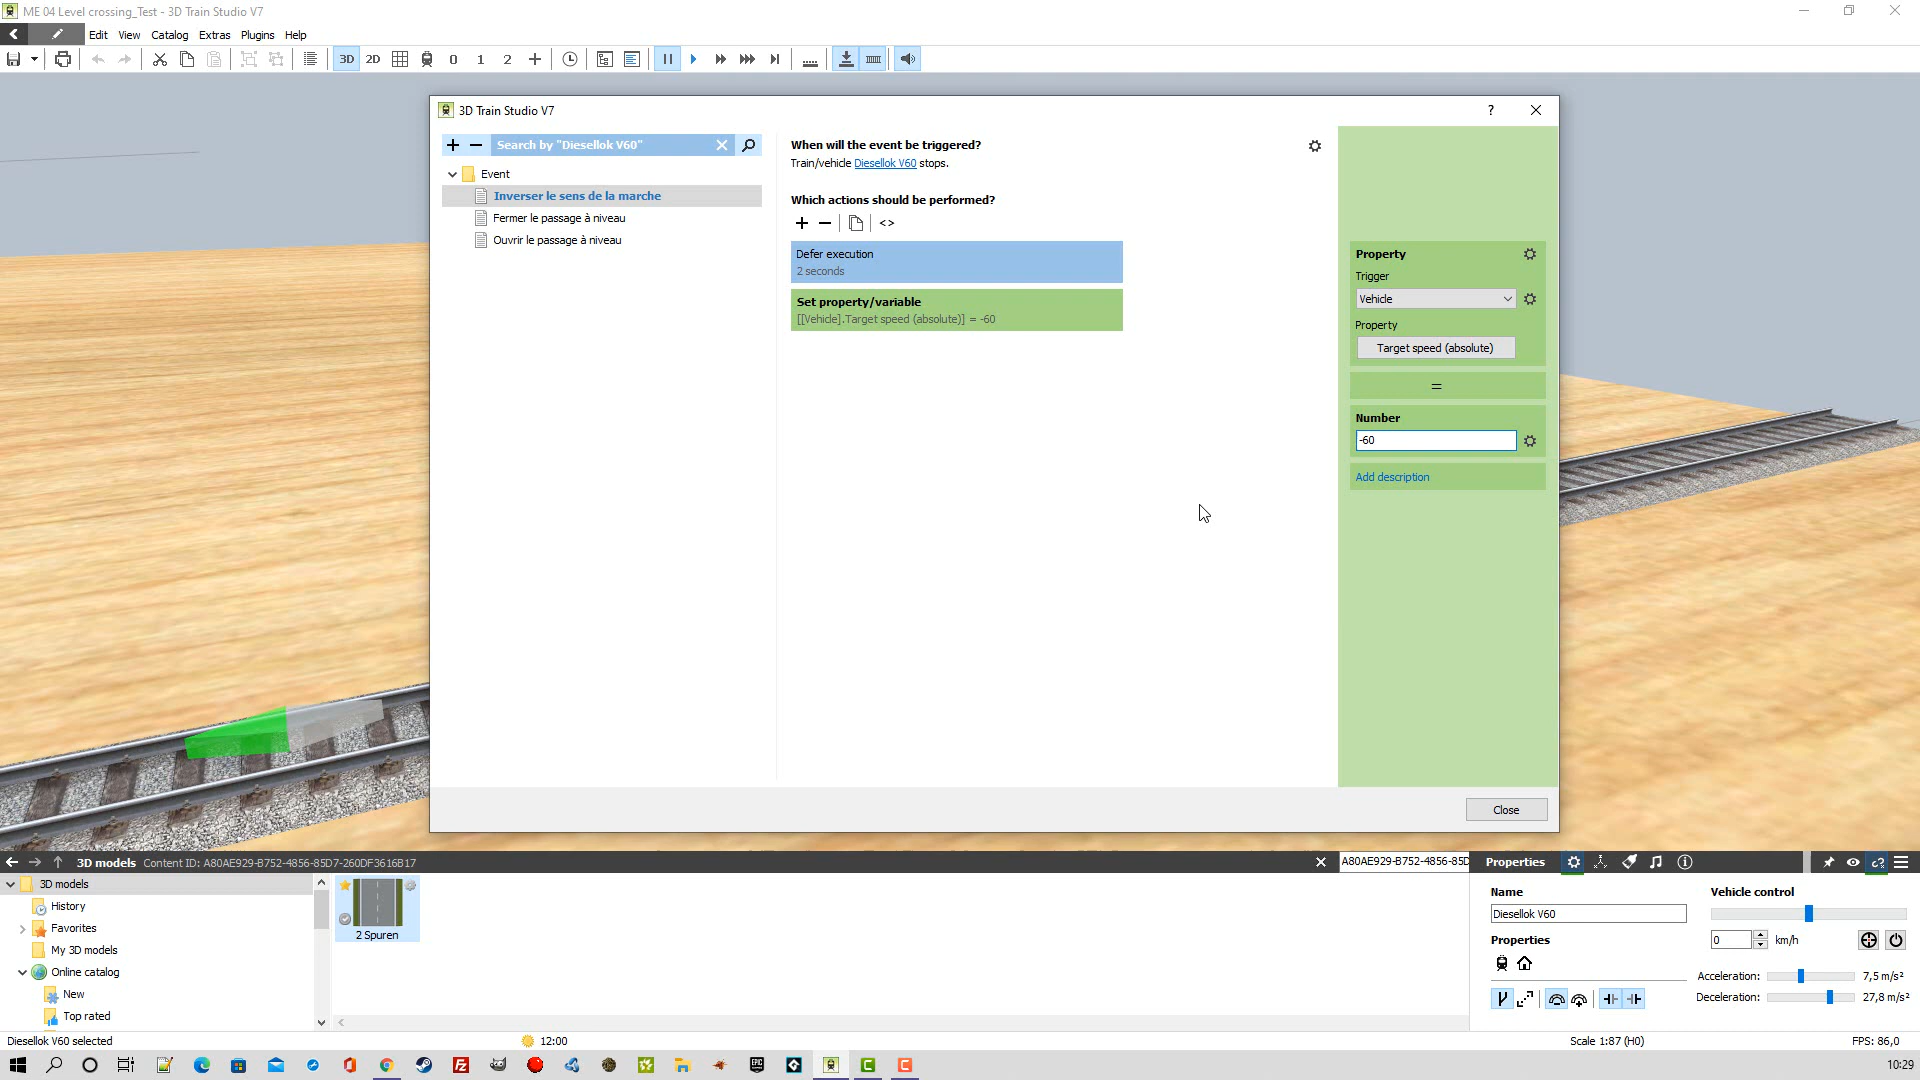 ME 04 Level crossing_Test - 3D Train Studio V7
Edit View Catalog Extras Plugins Help
3D 2D 0 1 2
3D Train Studio V7
?
Search by "Diesellok V60"
Event
Inverser le sens de la marche
Fermer le passage à niveau
Ouvrir le passage à niveau
When will the event be triggered?
Train/vehicle Diesellok V60 stops.
Which actions should be performed?
<>
Defer execution
2 seconds
Set property/variable
[[Vehicle].Target speed (absolute)] = -60
Property
Trigger
Vehicle
Property
Target speed (absolute)
=
Number
-60
Add description
Close
3D models Content ID: A80AE929-B752-4856-85D7-260DF3616B17
A80AE929-B752-4856-85D
Properties
3D models
History
Favorites
My 3D models
Online catalog
New
Top rated
2 Spuren
Name
Diesellok V60
Properties
Vehicle control
0 km/h
Acceleration: 7,5 m/s²
Deceleration: 27,8 m/s²
Diesellok V60 selected
12:00
Scale 1:87 (H0)
FPS: 86,0
10:29